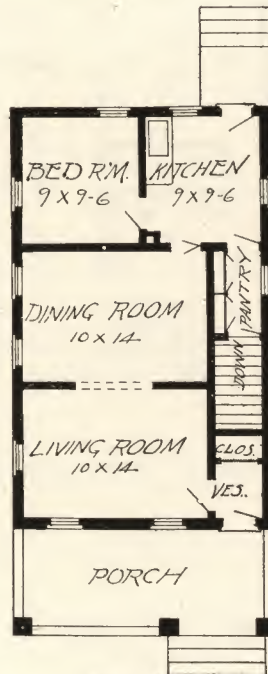 BED R'M.
9 X 9-6
KITCHEN
9 X 9-6
PANTRY
DINING ROOM
10 X 14
DOWN
LIVING ROOM
10 X 14
CLOS.
VES..
PORCH